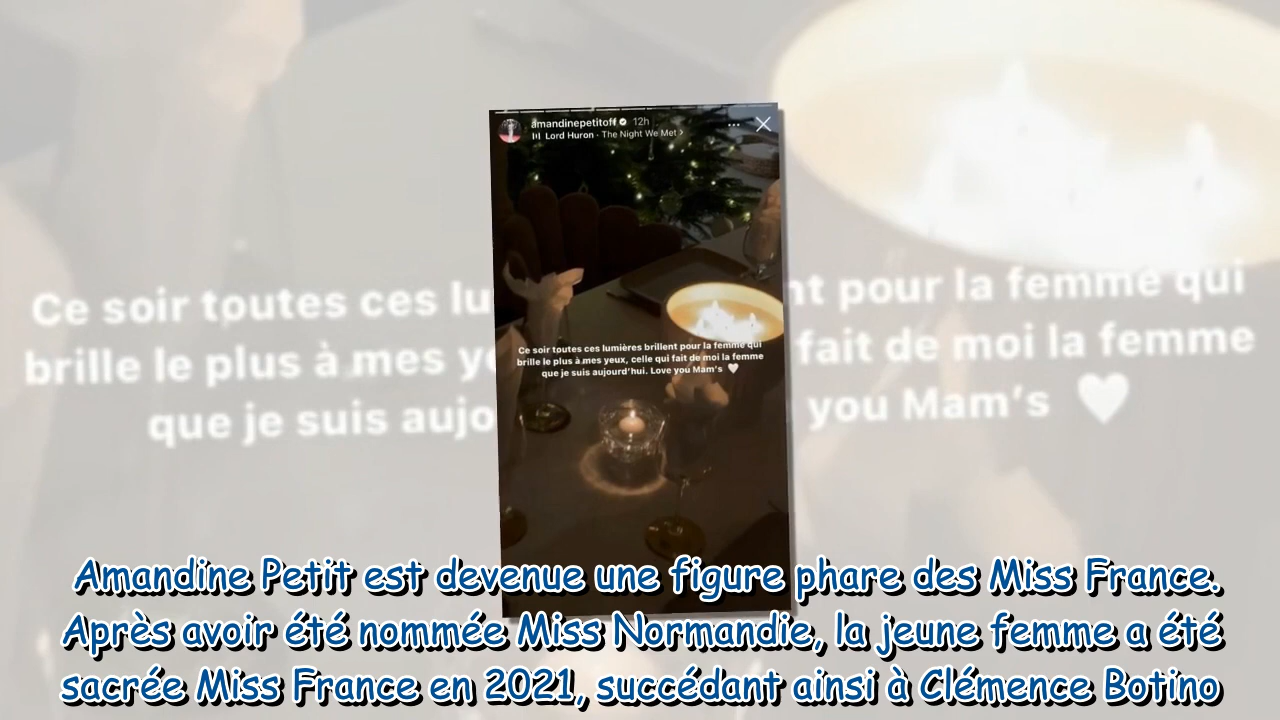 amandinepetitoff 12h
Lord Huron · The Night We Met >
Ce soir toutes ces lumières brillent pour la femme qui
brille le plus à mes yeux, celle qui fait de moi la femme
que je suis aujourd'hui. Love you Mam's 🤍
Ce soir toutes ces lu nt pour la femme qui
brille le plus à mes ye fait de moi la femme
que je suis aujo you Mam's 🤍
Amandine Petit est devenue une figure phare des Miss France.
Après avoir été nommée Miss Normandie, la jeune femme a été
sacrée Miss France en 2021, succédant ainsi à Clémence Botino